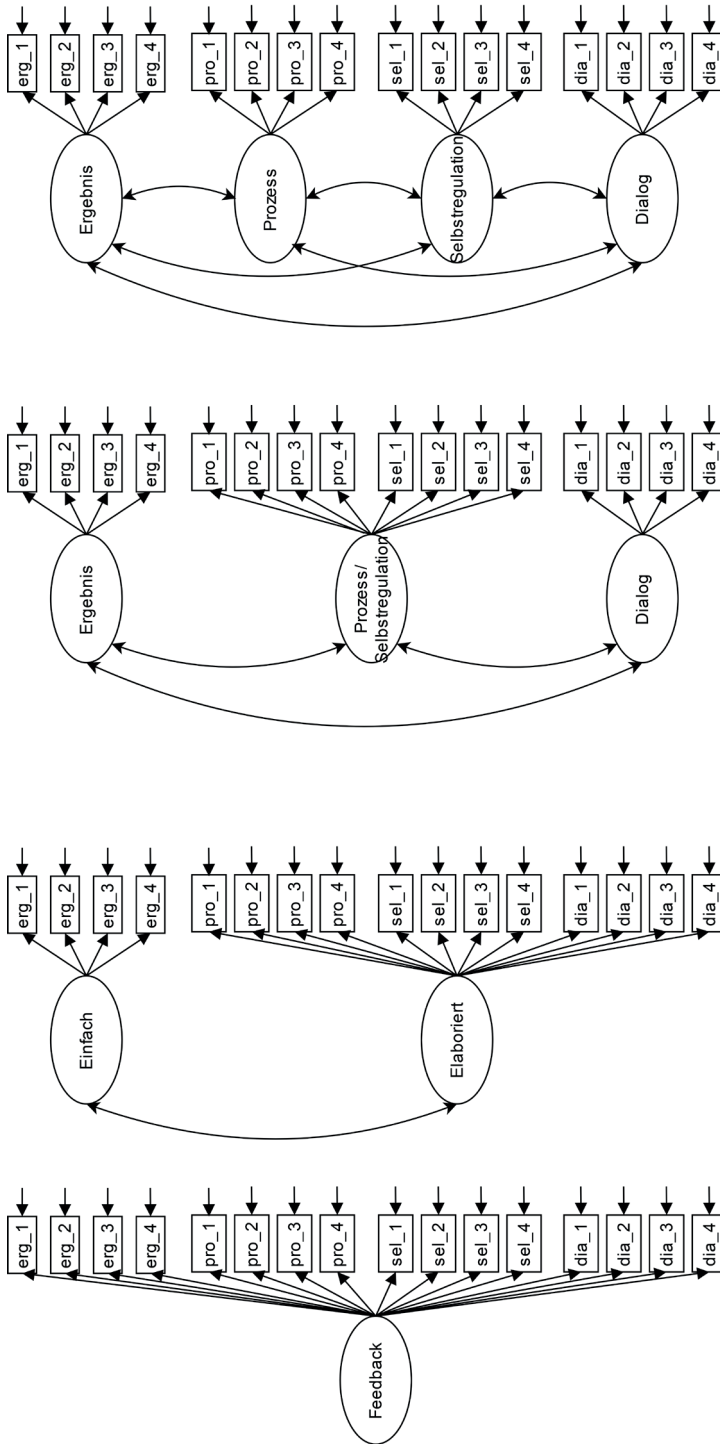 erg_1
erg_2
erg_3
erg_4
pro_1
pro_2
pro_3
pro_4
sel_1
sel_2
sel_3
sel_4
dia_1
dia_2
dia_3
dia_4
Ergebnis
Prozess
Selbstregulation
Dialog
erg_1
erg_2
erg_3
erg_4
pro_1
pro_2
pro_3
pro_4
sel_1
sel_2
sel_3
sel_4
dia_1
dia_2
dia_3
dia_4
Ergebnis
Prozess/
Selbstregulation
Dialog
erg_1
erg_2
erg_3
erg_4
pro_1
pro_2
pro_3
pro_4
sel_1
sel_2
sel_3
sel_4
dia_1
dia_2
dia_3
dia_4
Einfach
Elaboriert
erg_1
erg_2
erg_3
erg_4
pro_1
pro_2
pro_3
pro_4
sel_1
sel_2
sel_3
sel_4
dia_1
dia_2
dia_3
dia_4
Feedback